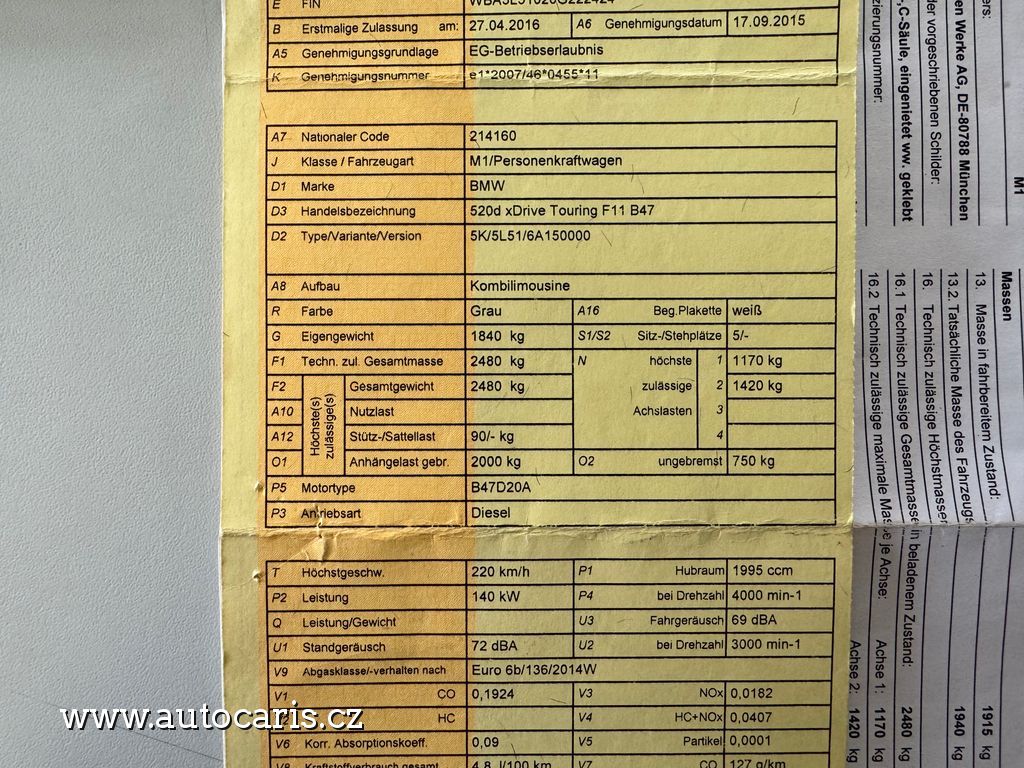 E FIN WBA5L51020G222424
B Erstmalige Zulassung am: 27.04.2016 A6 Genehmigungsdatum 17.09.2015
A5 Genehmigungsgrundlage EG-Betriebserlaubnis
K Genehmigungsnummer e1*2007/46*0455*11
A7 Nationaler Code 214160
J Klasse / Fahrzeugart M1/Personenkraftwagen
D1 Marke BMW
D3 Handelsbezeichnung 520d xDrive Touring F11 B47
D2 Type/Variante/Version 5K/5L51/6A150000
A8 Aufbau Kombilimousine
R Farbe Grau A16 Beg.Plakette weiß
G Eigengewicht 1840 kg S1/S2 Sitz-/Stehplätze 5/-
F1 Techn. zul. Gesamtmasse 2480 kg N höchste 1 1170 kg
F2 Höchste(s) zulässige(s) Gesamtgewicht 2480 kg zulässige 2 1420 kg
A10 Nutzlast Achslasten 3
A12 Stütz-/Sattellast 90/- kg 4
O1 Anhängelast gebr. 2000 kg O2 ungebremst 750 kg
P5 Motortype B47D20A
P3 Antriebsart Diesel
T Höchstgeschw. 220 km/h P1 Hubraum 1995 ccm
P2 Leistung 140 kW P4 bei Drehzahl 4000 min-1
Q Leistung/Gewicht U3 Fahrgeräusch 69 dBA
U1 Standgeräusch 72 dBA U2 bei Drehzahl 3000 min-1
V9 Abgasklasse/-verhalten nach Euro 6b/136/2014W
V1 CO 0,1924 V3 NOx 0,0182
HC V4 HC+NOx 0,0407
V6 Korr. Absorptionskoeff. 0,09 V5 Partikel 0,0001
V8 Kraftstoffverbrauch gesamt 4,8 l/100 km V7 CO 127 g/km
www.autocaris.cz
M1
ers:
en Werke AG, DE-80788 München
der vorgeschriebenen Schilder:
C-Säule, eingenietet ww. geklebt
zierungsnummer:
Massen
13. Masse in fahrbereitem Zustand: 1915 kg
13.2. Tatsächliche Masse des Fahrzeugs 1940 kg
16. Technisch zulässige Höchstmassen
16.1 Technisch zulässige Gesamtmasse in beladenem Zustand: 2480 kg
16.2 Technisch zulässige maximale Masse je Achse: Achse 1: 1170 kg
Achse 2: 1420 kg